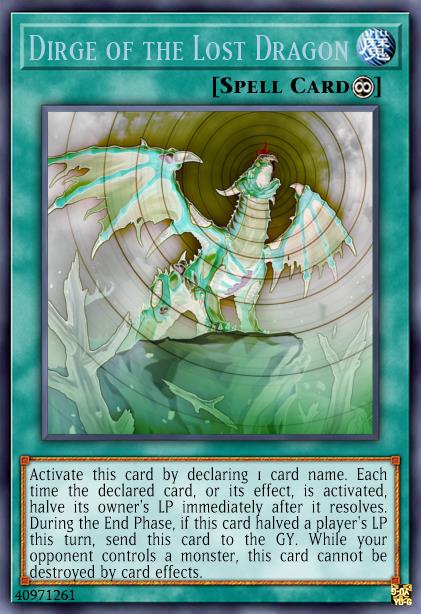 Dirge of the Lost Dragon
魔
[Spell Card]
Activate this card by declaring 1 card name. Each
time the declared card, or its effect, is activated,
halve its owner's LP immediately after it resolves.
During the End Phase, if this card halved a player's LP
this turn, send this card to the GY. While your
opponent controls a monster, this card cannot be
destroyed by card effects.
40971261